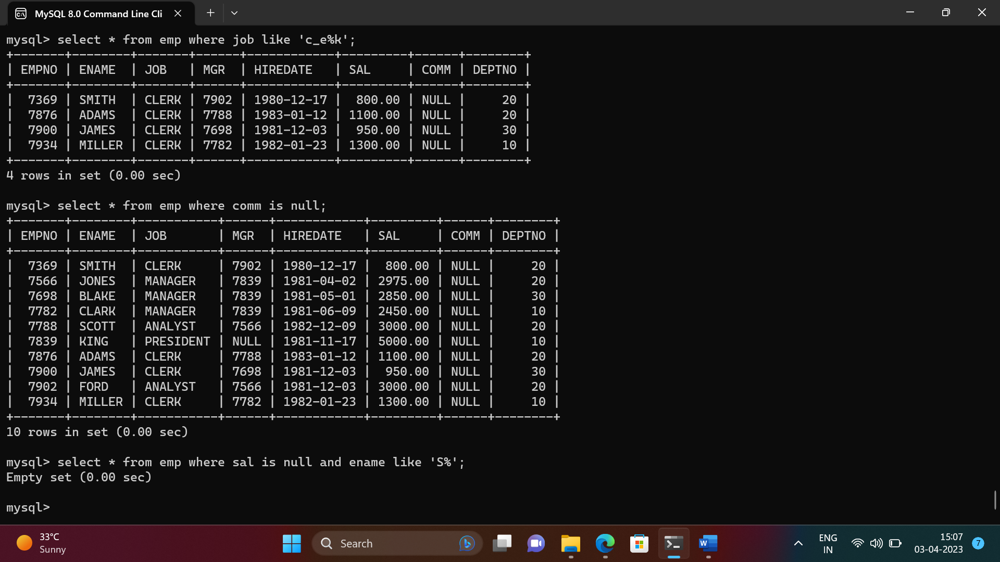 MySQL 8.0 Command Line Cli
mysql> select * from emp where job like 'c_e%k';
+-------+--------+-------+------+------------+---------+------+--------+
| EMPNO | ENAME  | JOB   | MGR  | HIREDATE   | SAL     | COMM | DEPTNO |
+-------+--------+-------+------+------------+---------+------+--------+
|  7369 | SMITH  | CLERK | 7902 | 1980-12-17 |  800.00 | NULL |     20 |
|  7876 | ADAMS  | CLERK | 7788 | 1983-01-12 | 1100.00 | NULL |     20 |
|  7900 | JAMES  | CLERK | 7698 | 1981-12-03 |  950.00 | NULL |     30 |
|  7934 | MILLER | CLERK | 7782 | 1982-01-23 | 1300.00 | NULL |     10 |
+-------+--------+-------+------+------------+---------+------+--------+
4 rows in set (0.00 sec)
mysql> select * from emp where comm is null;
+-------+--------+-----------+------+------------+---------+------+--------+
| EMPNO | ENAME  | JOB       | MGR  | HIREDATE   | SAL     | COMM | DEPTNO |
+-------+--------+-----------+------+------------+---------+------+--------+
|  7369 | SMITH  | CLERK     | 7902 | 1980-12-17 |  800.00 | NULL |     20 |
|  7566 | JONES  | MANAGER   | 7839 | 1981-04-02 | 2975.00 | NULL |     20 |
|  7698 | BLAKE  | MANAGER   | 7839 | 1981-05-01 | 2850.00 | NULL |     30 |
|  7782 | CLARK  | MANAGER   | 7839 | 1981-06-09 | 2450.00 | NULL |     10 |
|  7788 | SCOTT  | ANALYST   | 7566 | 1982-12-09 | 3000.00 | NULL |     20 |
|  7839 | KING   | PRESIDENT | NULL | 1981-11-17 | 5000.00 | NULL |     10 |
|  7876 | ADAMS  | CLERK     | 7788 | 1983-01-12 | 1100.00 | NULL |     20 |
|  7900 | JAMES  | CLERK     | 7698 | 1981-12-03 |  950.00 | NULL |     30 |
|  7902 | FORD   | ANALYST   | 7566 | 1981-12-03 | 3000.00 | NULL |     20 |
|  7934 | MILLER | CLERK     | 7782 | 1982-01-23 | 1300.00 | NULL |     10 |
+-------+--------+-----------+------+------------+---------+------+--------+
10 rows in set (0.00 sec)
mysql> select * from emp where sal is null and ename like 'S%';
Empty set (0.00 sec)
mysql>
33°C
Sunny
Search
W
ENG
IN
15:07
03-04-2023
7